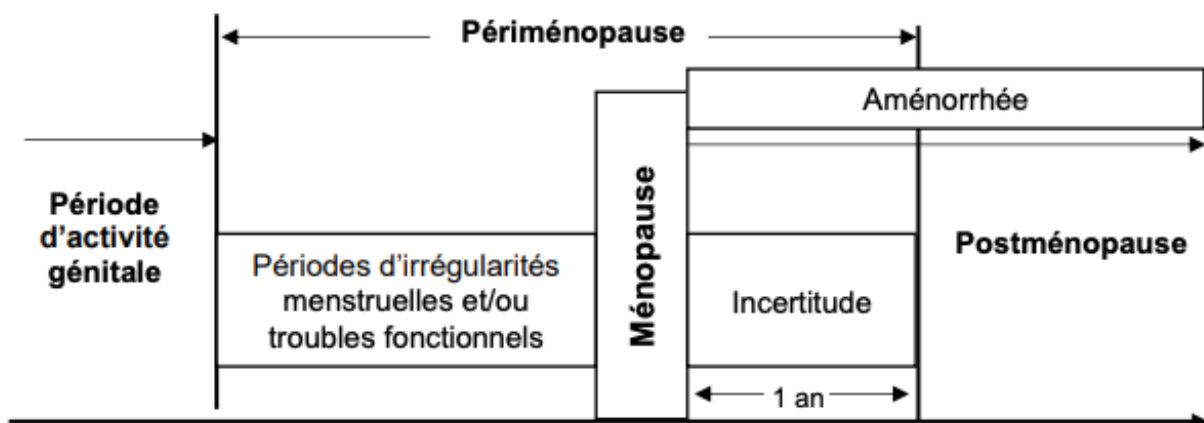 Périménopause
Aménorrhée
Période
d’activité
génitale
Périodes d’irrégularités
menstruelles et/ou
troubles fonctionnels
Ménopause
Incertitude
Postménopause
1 an